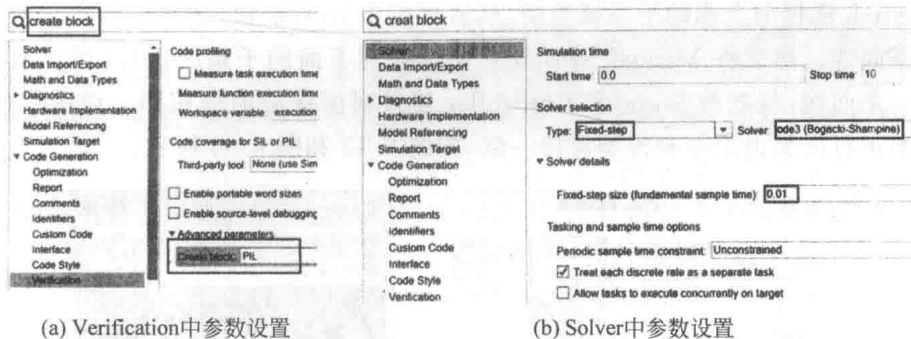 create block
Solver
Data Import/Export
Math and Data Types
Diagnostics
Hardware Implementation
Model Referencing
Simulation Target
Code Generation
Optimization
Report
Comments
Identifiers
Custom Code
Interface
Code Style
Verification
Code profiling
Measure task execution time
Measure function execution time
Workspace variable execution
Code coverage for SIL or PIL
Third-party tool None (use Sim
Enable portable word sizes
Enable source-level debugging
Advanced parameters
Create block: PIL
(a) Verification中参数设置
creat block
Solver
Data Import/Export
Math and Data Types
Diagnostics
Hardware Implementation
Model Referencing
Simulation Target
Code Generation
Optimization
Report
Comments
Identifiers
Custom Code
Interface
Code Style
Verification
Simulation time
Start time 0.0 Stop time 10
Solver selection
Type: Fixed-step Solver: ode3 (Bogacki-Shampine)
Solver details
Fixed-step size (fundamental sample time): 0.01
Tasking and sample time options
Periodic sample time constraint: Unconstrained
Treat each discrete rate as a separate task
Allow tasks to execute concurrently on target
(b) Solver中参数设置